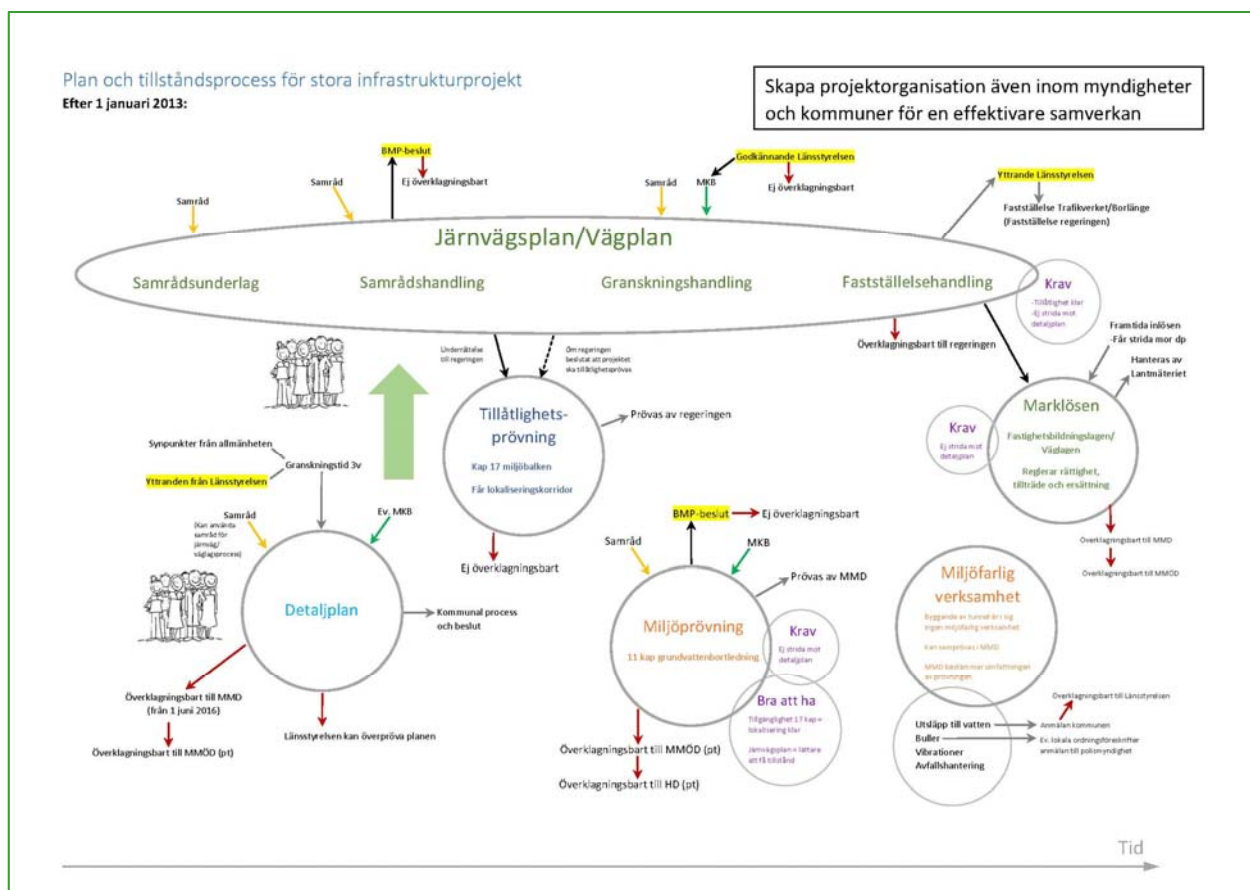 Plan och tillståndsprocess för stora infrastrukturprojekt
Efter 1 januari 2013:
Skapa projektorganisation även inom myndigheter
och kommuner för en effektivare samverkan
BMP-beslut
Ej överklagningsbart
Samråd
Samråd
Samråd
MKB
Godkännande Länsstyrelsen
Ej överklagningsbart
Yttrande Länsstyrelsen
Fastställelse Trafikverket/Borlänge
(Fastställelse regeringen)
Järnvägsplan/Vägplan
Samrådsunderlag
Samrådshandling
Granskningshandling
Fastställelsehandling
Krav
-Tillåtlighet klar
-Ej strida mot
detaljplan
Överklagningsbart till regeringen
Framtida inlösen
-Får strida mor dp
Hanteras av
Lantmäteriet
Underrättelse
till regeringen
Om regeringen
beslutat att projektet
ska tillåtlighetsprövas
Tillåtlighets-
prövning
Kap 17 miljöbalken
Får lokaliseringskorridor
Prövas av regeringen
Ej överklagningsbart
Krav
Ej strida mot
detaljplan
Marklösen
Fastighetsbildningslagen/
Väglagen
Reglerar rättighet,
tillträde och ersättning
Överklagningsbart till MMD
Överklagningsbart till MMÖD
Synpunkter från allmänheten
Granskningstid 3v
Yttranden från Länsstyrelsen
Samråd
(Kan använda
samråd för
järnväg/
väglagsprocess)
Ev. MKB
Detaljplan
Kommunal process
och beslut
Överklagningsbart till MMD
(från 1 juni 2016)
Överklagningsbart till MMÖD (pt)
Länsstyrelsen kan överpröva planen
BMP-beslut
Ej överklagningsbart
Samråd
MKB
Prövas av MMD
Miljöprövning
11 kap grundvattenbortledning
Krav
Ej strida mot
detaljplan
Bra att ha
Tillgänglighet 17 kap =
lokalisering klar
Järnvägsplan = lättare
att få tillstånd
Överklagningsbart till MMÖD (pt)
Överklagningsbart till HD (pt)
Miljöfarlig
verksamhet
Byggande av tunnel är i sig
ingen miljöfarlig verksamhet
kan samprövas i MMD
MMD bestämmer omfattningen
av prövningen
Utsläpp till vatten
Buller
Vibrationer
Avfallshantering
Överklagningsbart till Länsstyrelsen
Anmälan kommunen
Ev. lokala ordningsföreskrifter
anmälan till polismyndighet
Tid